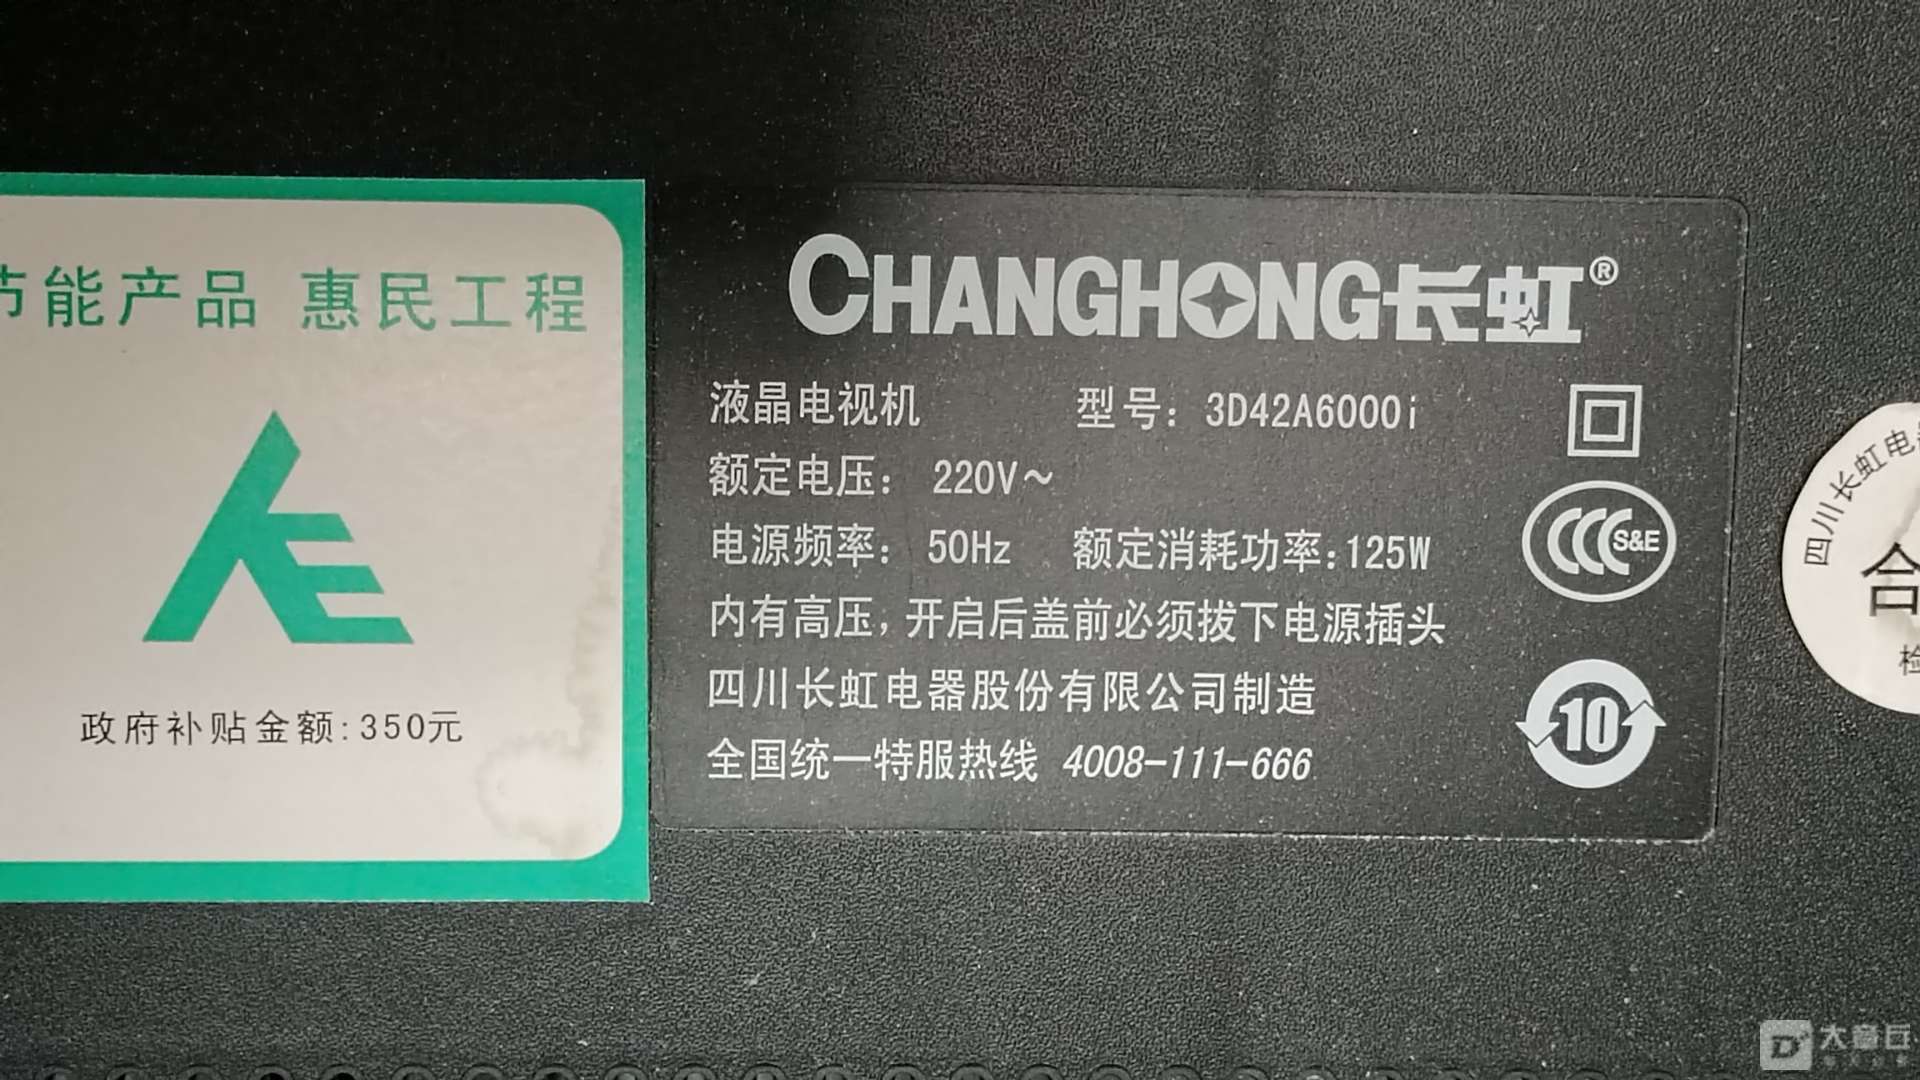 节能产品 惠民工程
政府补贴金额:350元
CHANGHONG长虹®
液晶电视机 型号: 3D42A6000i
额定电压: 220V~
电源频率: 50Hz 额定消耗功率:125W
内有高压,开启后盖前必须拔下电源插头
四川长虹电器股份有限公司制造
全国统一特服热线 4008-111-666
CCC S&E
10
四川长虹电
合
检